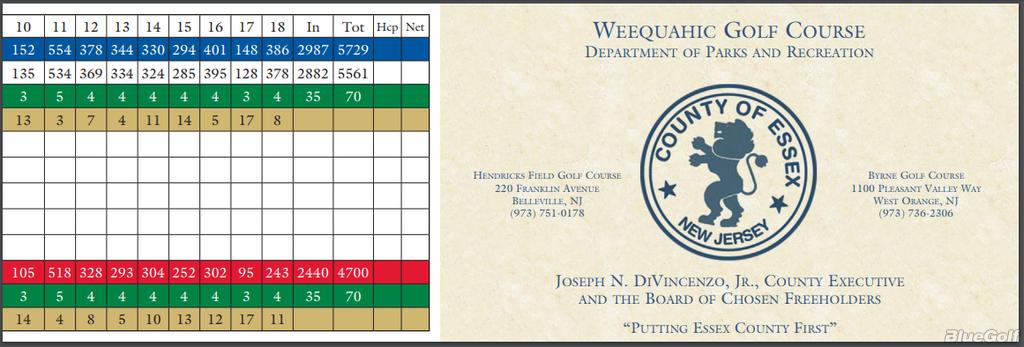 10 11 12 13 14 15 16 17 18 In Tot Hcp Net
152 554 378 344 330 294 401 148 386 2987 5729
135 534 369 334 324 285 395 128 378 2882 5561
3 5 4 4 4 4 4 3 4 35 70
13 3 7 4 11 14 5 17 8
105 518 328 293 304 252 302 95 243 2440 4700
3 5 4 4 4 4 4 3 4 35 70
14 4 8 5 10 13 12 17 11
Weequahic Golf Course
Department of Parks and Recreation
COUNTY OF ESSEX
NEW JERSEY
Hendricks Field Golf Course
220 Franklin Avenue
Belleville, NJ
(973) 751-0178
Byrne Golf Course
1100 Pleasant Valley Way
West Orange, NJ
(973) 736-2306
Joseph N. DiVincenzo, Jr., County Executive
and the Board of Chosen Freeholders
“Putting Essex County First”
BlueGolf